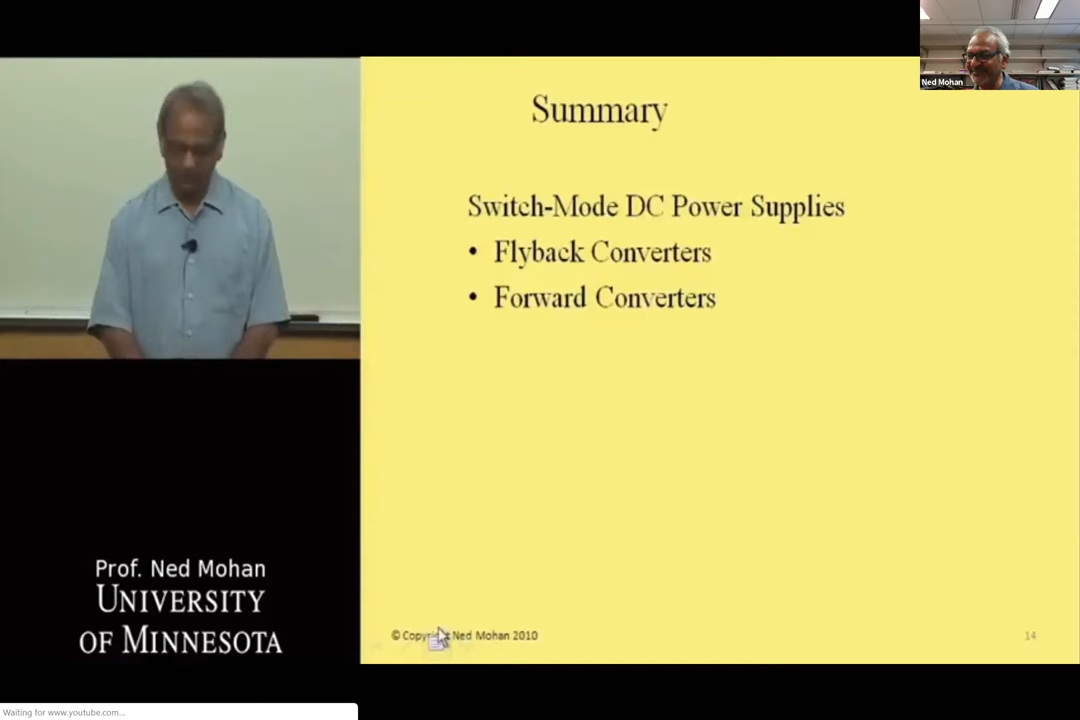 Ned Mohan
Summary
Switch-Mode DC Power Supplies
• Flyback Converters
• Forward Converters
Prof. Ned Mohan
UNIVERSITY
OF MINNESOTA
© Copyright Ned Mohan 2010
14
Waiting for www.youtube.com...